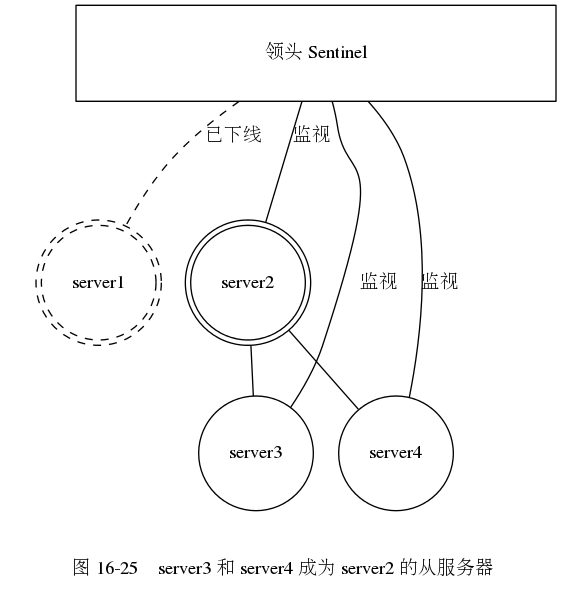 领头 Sentinel
已下线
监视
server1
server2
监视
监视
server3
server4
图 16-25 server3 和 server4 成为 server2 的从服务器